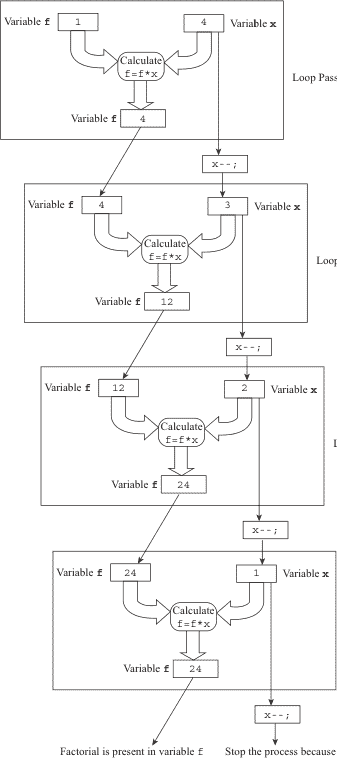 Variable f 1 4 Variable x
Calculate
f=f*x
Loop Pass
Variable f 4
x--;
Variable f 4 3 Variable x
Calculate
f=f*x
Loop
Variable f 12
x--;
Variable f 12 2 Variable x
Calculate
f=f*x
Variable f 24
x--;
Variable f 24 1 Variable x
Calculate
f=f*x
Variable f 24
x--;
Factorial is present in variable f Stop the process because